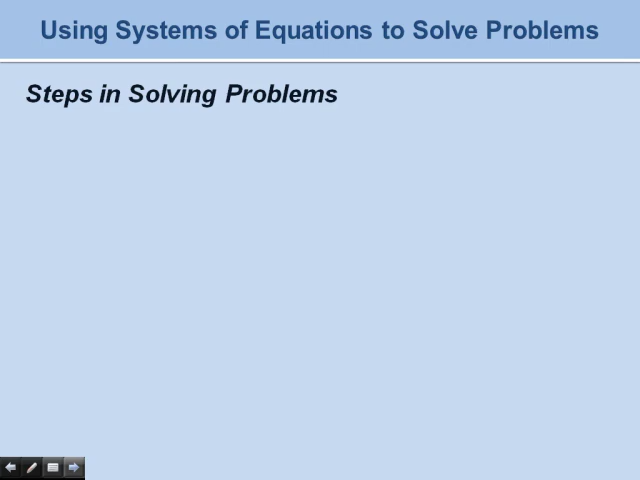 Using Systems of Equations to Solve Problems
Steps in Solving Problems